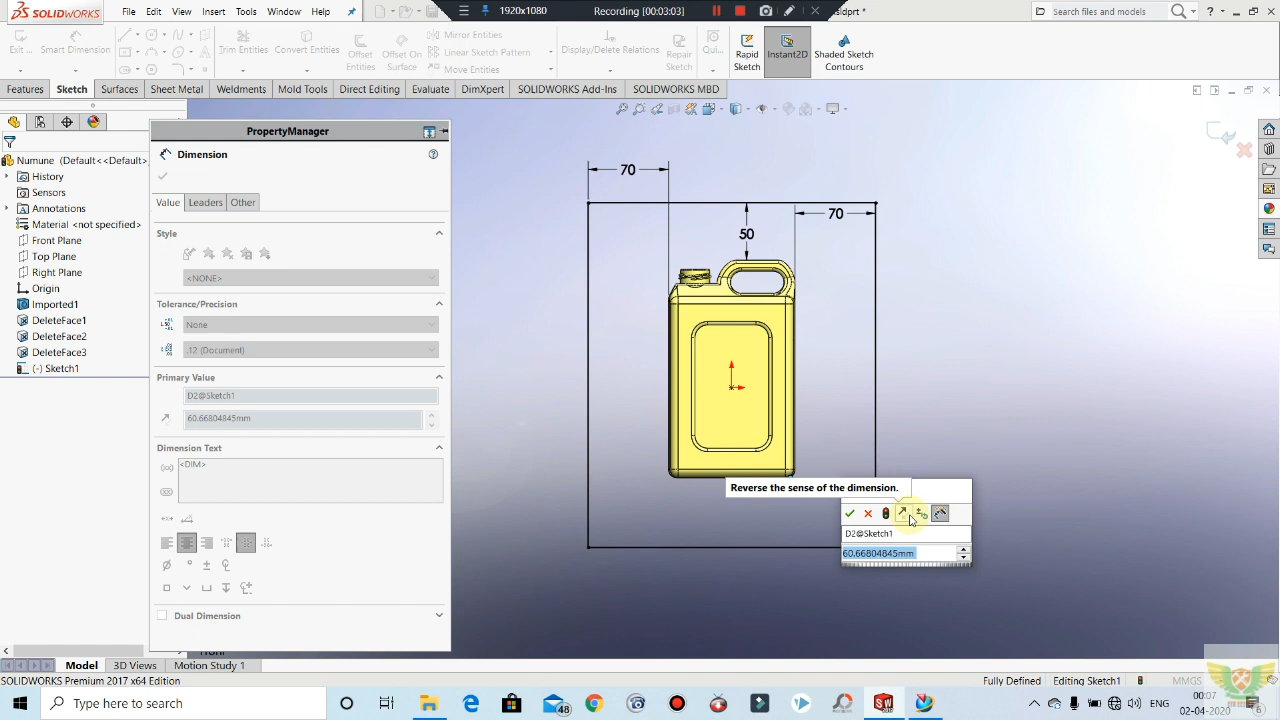 SOLIDWORKS
File
Edit
View
Insert
Tools
Window
Help
1920x1080
Recording [00:03:03]
ldprt *
Search files and models
?
Exit ...
Smart Dimension
Trim Entities
Convert Entities
Offset Entities
Offset On Surface
Mirror Entities
Linear Sketch Pattern
Move Entities
Display/Delete Relations
Repair Sketch
Qui...
Rapid Sketch
Instant2D
Shaded Sketch Contours
Features
Sketch
Surfaces
Sheet Metal
Weldments
Mold Tools
Direct Editing
Evaluate
DimXpert
SOLIDWORKS Add-Ins
SOLIDWORKS MBD
Numune (Default<<Default>
History
Sensors
Annotations
Material <not specified>
Front Plane
Top Plane
Right Plane
Origin
Imported1
DeleteFace1
DeleteFace2
DeleteFace3
(-) Sketch1
PropertyManager
Dimension
Value
Leaders
Other
Style
<NONE>
Tolerance/Precision
None
.12 (Document)
Primary Value
D2@Sketch1
60.66804845mm
Dimension Text
<DIM>
Dual Dimension
70
50
70
Reverse the sense of the dimension.
D2@Sketch1
60.66804845mm
Model
3D Views
Motion Study 1
SOLIDWORKS Premium 2017 x64 Edition
Fully Defined
Editing Sketch1
MMGS
Type here to search
48
ENG
00:07
02-04-2020
6